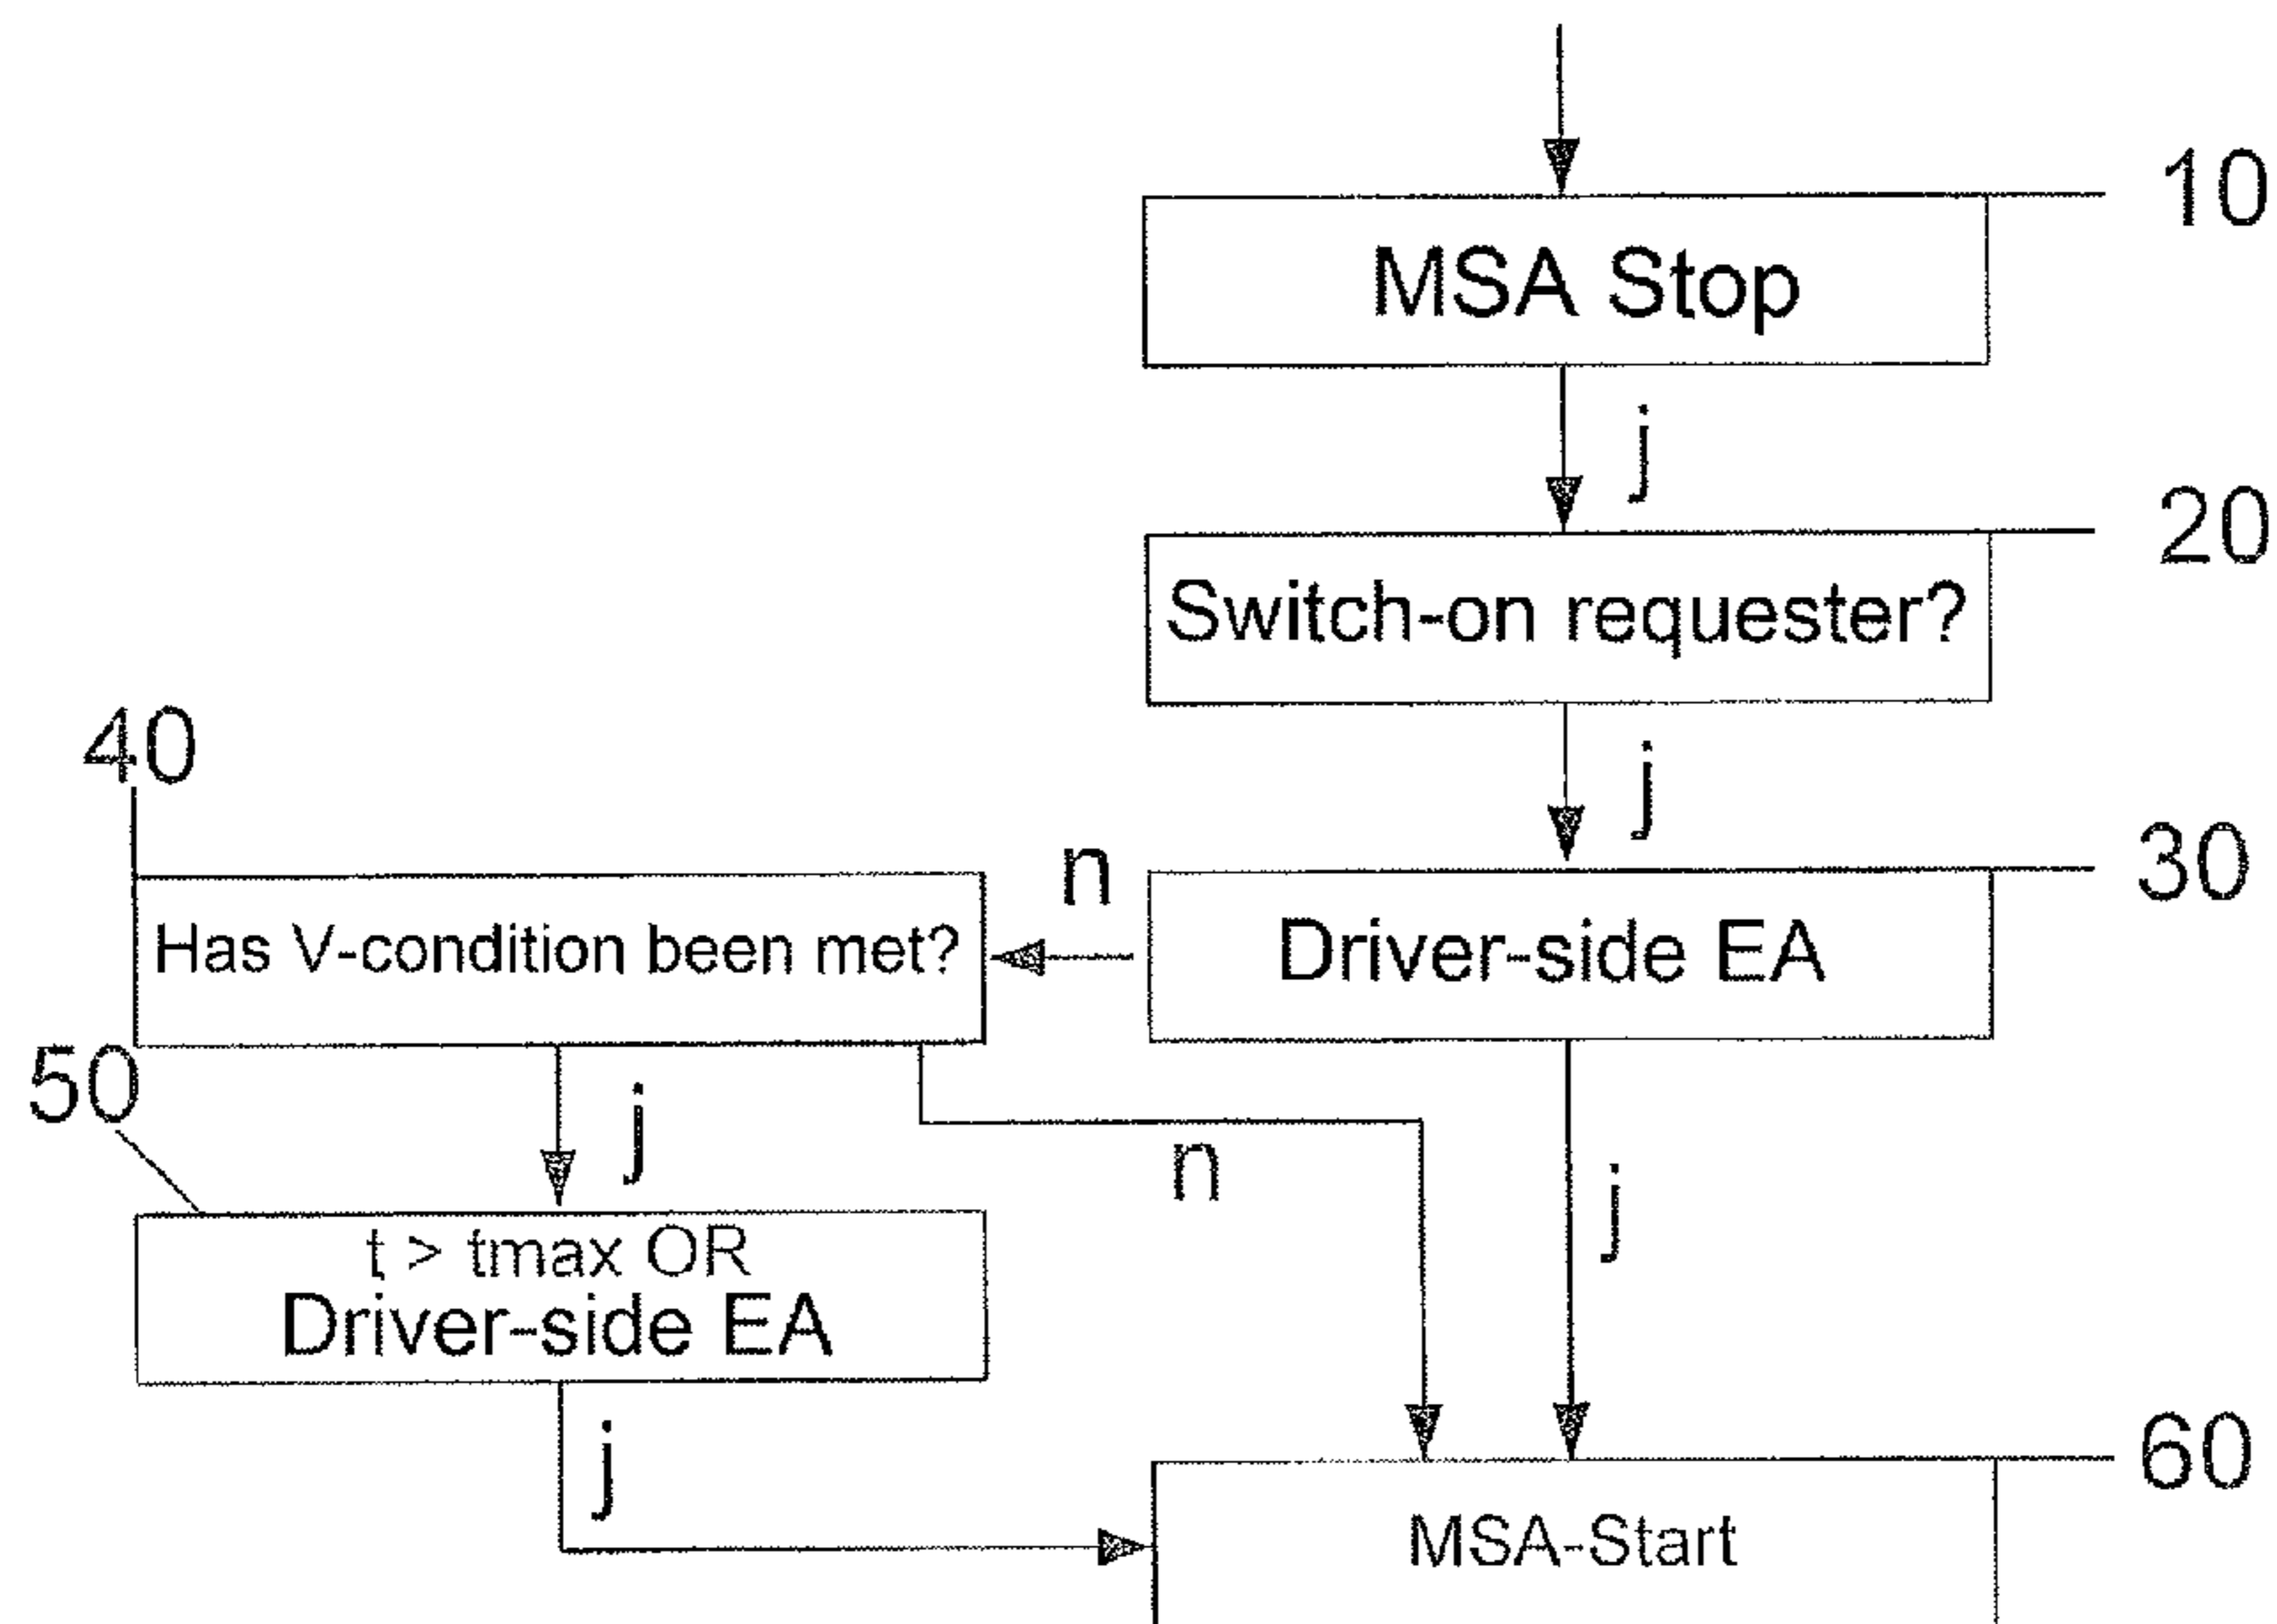 10
MSA Stop
j
20
Switch-on requester?
j
40
30
n
Has V-condition been met?
Driver-side EA
50
j
n
j
t > tmax OR
Driver-side EA
j
60
MSA-Start